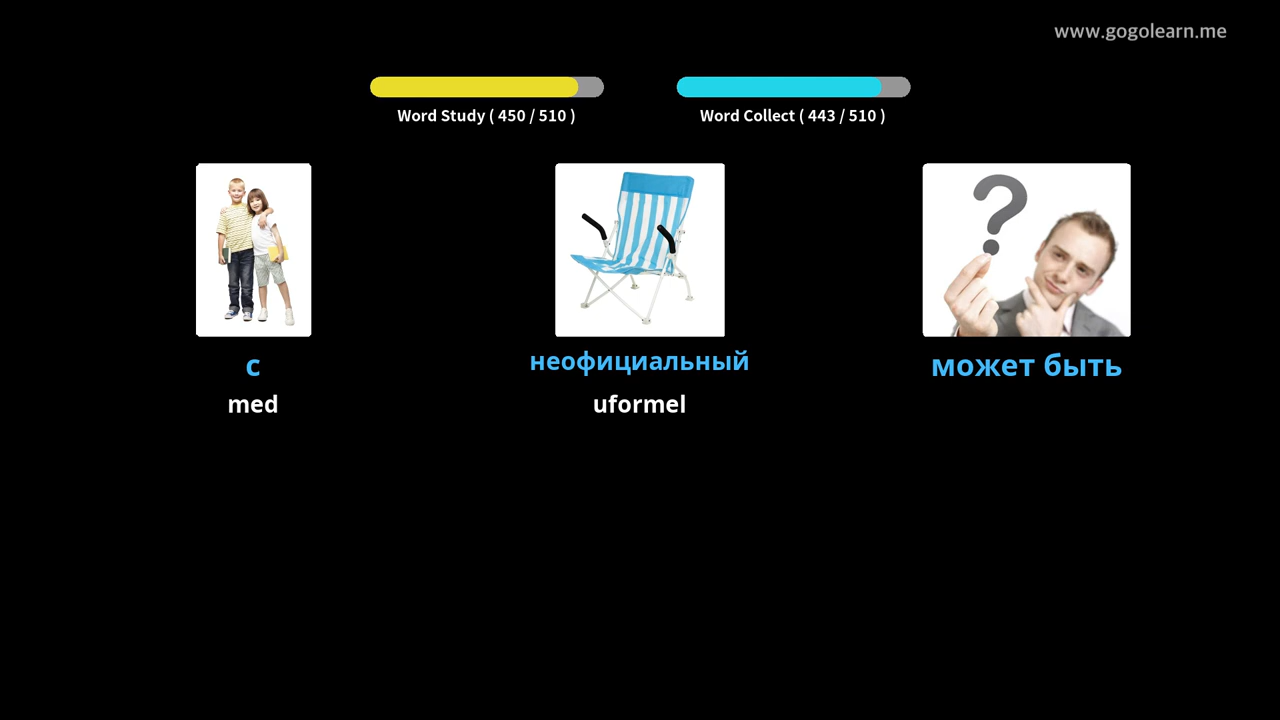 www.gogolearn.me
Word Study ( 450 / 510 )
Word Collect ( 443 / 510 )
с
неофициальный
может быть
med
uformel